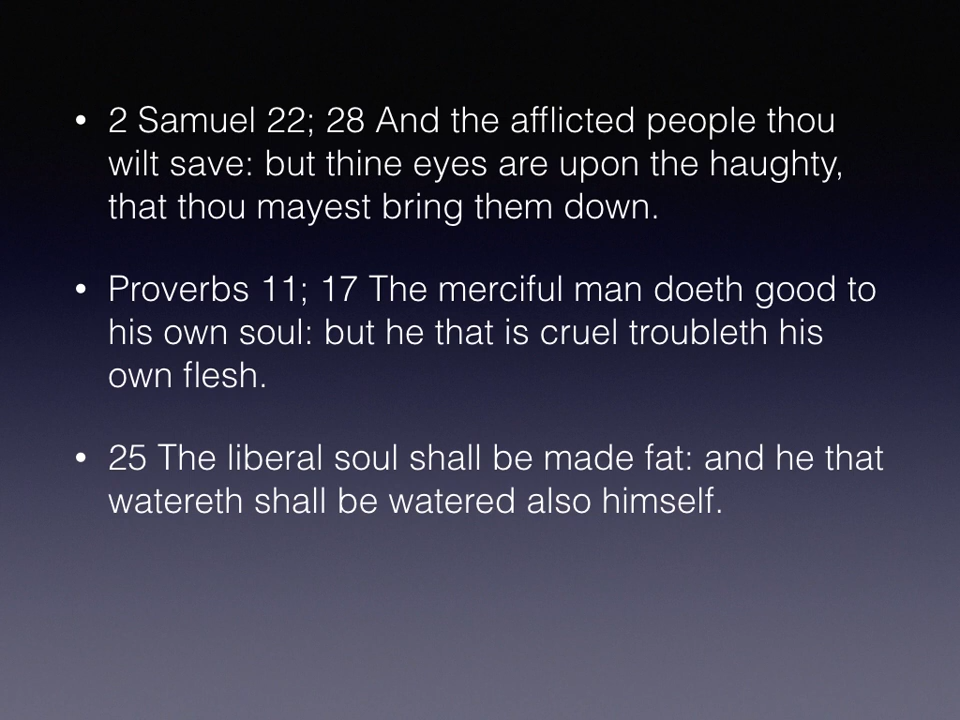 • 2 Samuel 22; 28 And the afflicted people thou
wilt save: but thine eyes are upon the haughty,
that thou mayest bring them down.
• Proverbs 11; 17 The merciful man doeth good to
his own soul: but he that is cruel troubleth his
own flesh.
• 25 The liberal soul shall be made fat: and he that
watereth shall be watered also himself.